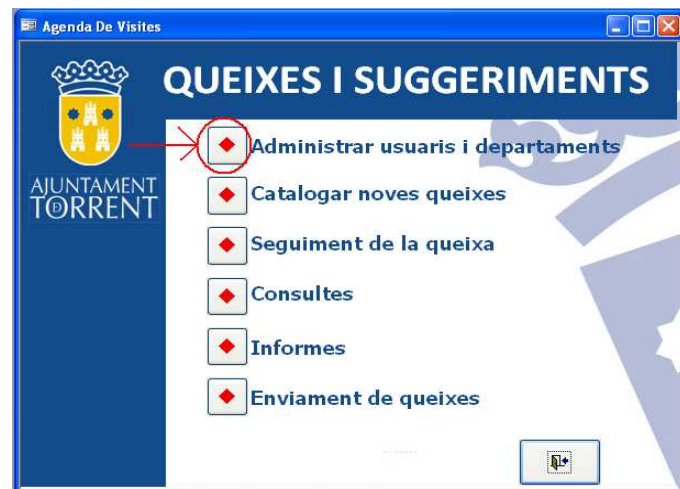 Agenda De Visites
QUEIXES I SUGGERIMENTS
AJUNTAMENT
DE TORRENT
Administrar usuaris i departaments
Catalogar noves queixes
Seguiment de la queixa
Consultes
Informes
Enviament de queixes